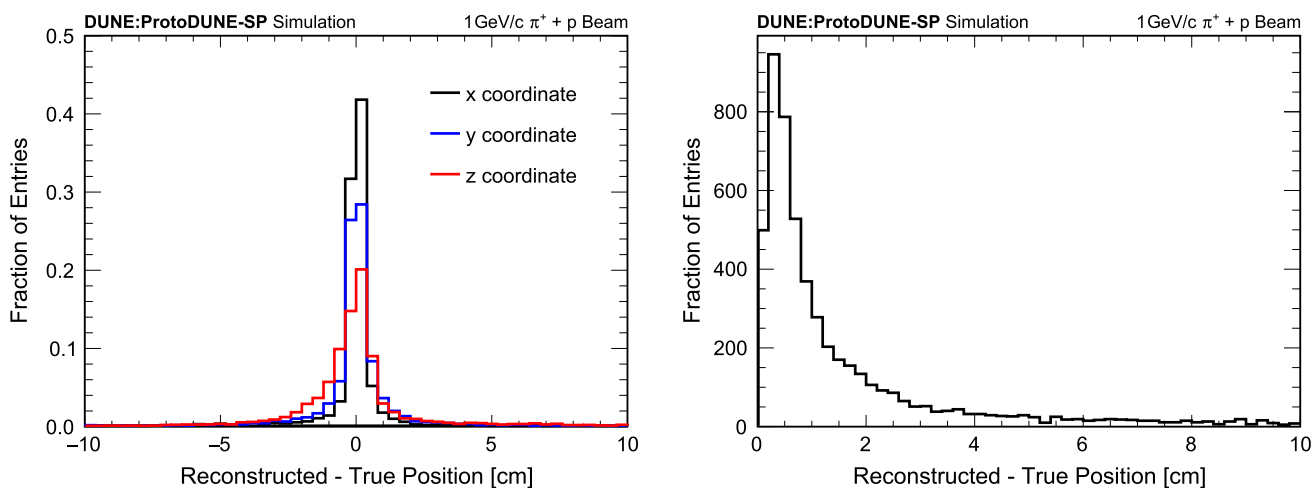 DUNE:ProtoDUNE-SP Simulation 1GeV/c π⁺ + p Beam
0.5
0.4
0.3
0.2
0.1
0.0
Fraction of Entries
x coordinate
y coordinate
z coordinate
−10 −5 0 5 10
Reconstructed - True Position [cm]
DUNE:ProtoDUNE-SP Simulation 1GeV/c π⁺ + p Beam
800
600
400
200
0
Fraction of Entries
0 2 4 6 8 10
Reconstructed - True Position [cm]